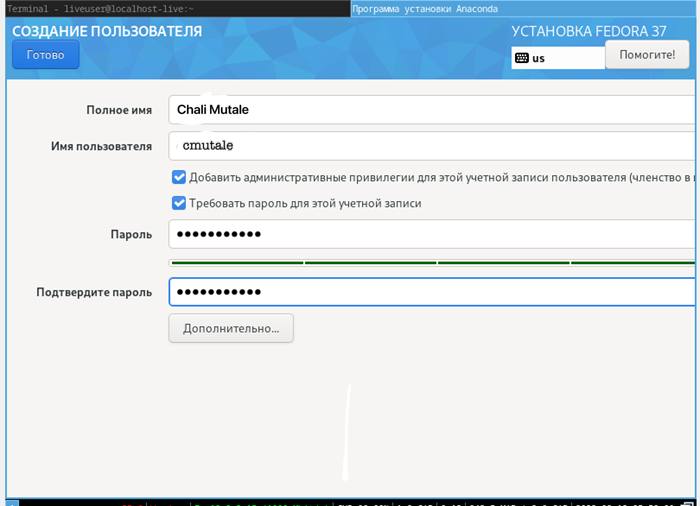 Terminal - liveuser@localhost-live:~ Программа установки Anaconda
СОЗДАНИЕ ПОЛЬЗОВАТЕЛЯ УСТАНОВКА FEDORA 37
Готово us Помогите!
Полное имя Chali Mutale
Имя пользователя cmutale
Добавить административные привилегии для этой учетной записи пользователя (членство в
Требовать пароль для этой учетной записи
Пароль •••••••••••
Подтвердите пароль •••••••••••
Дополнительно...